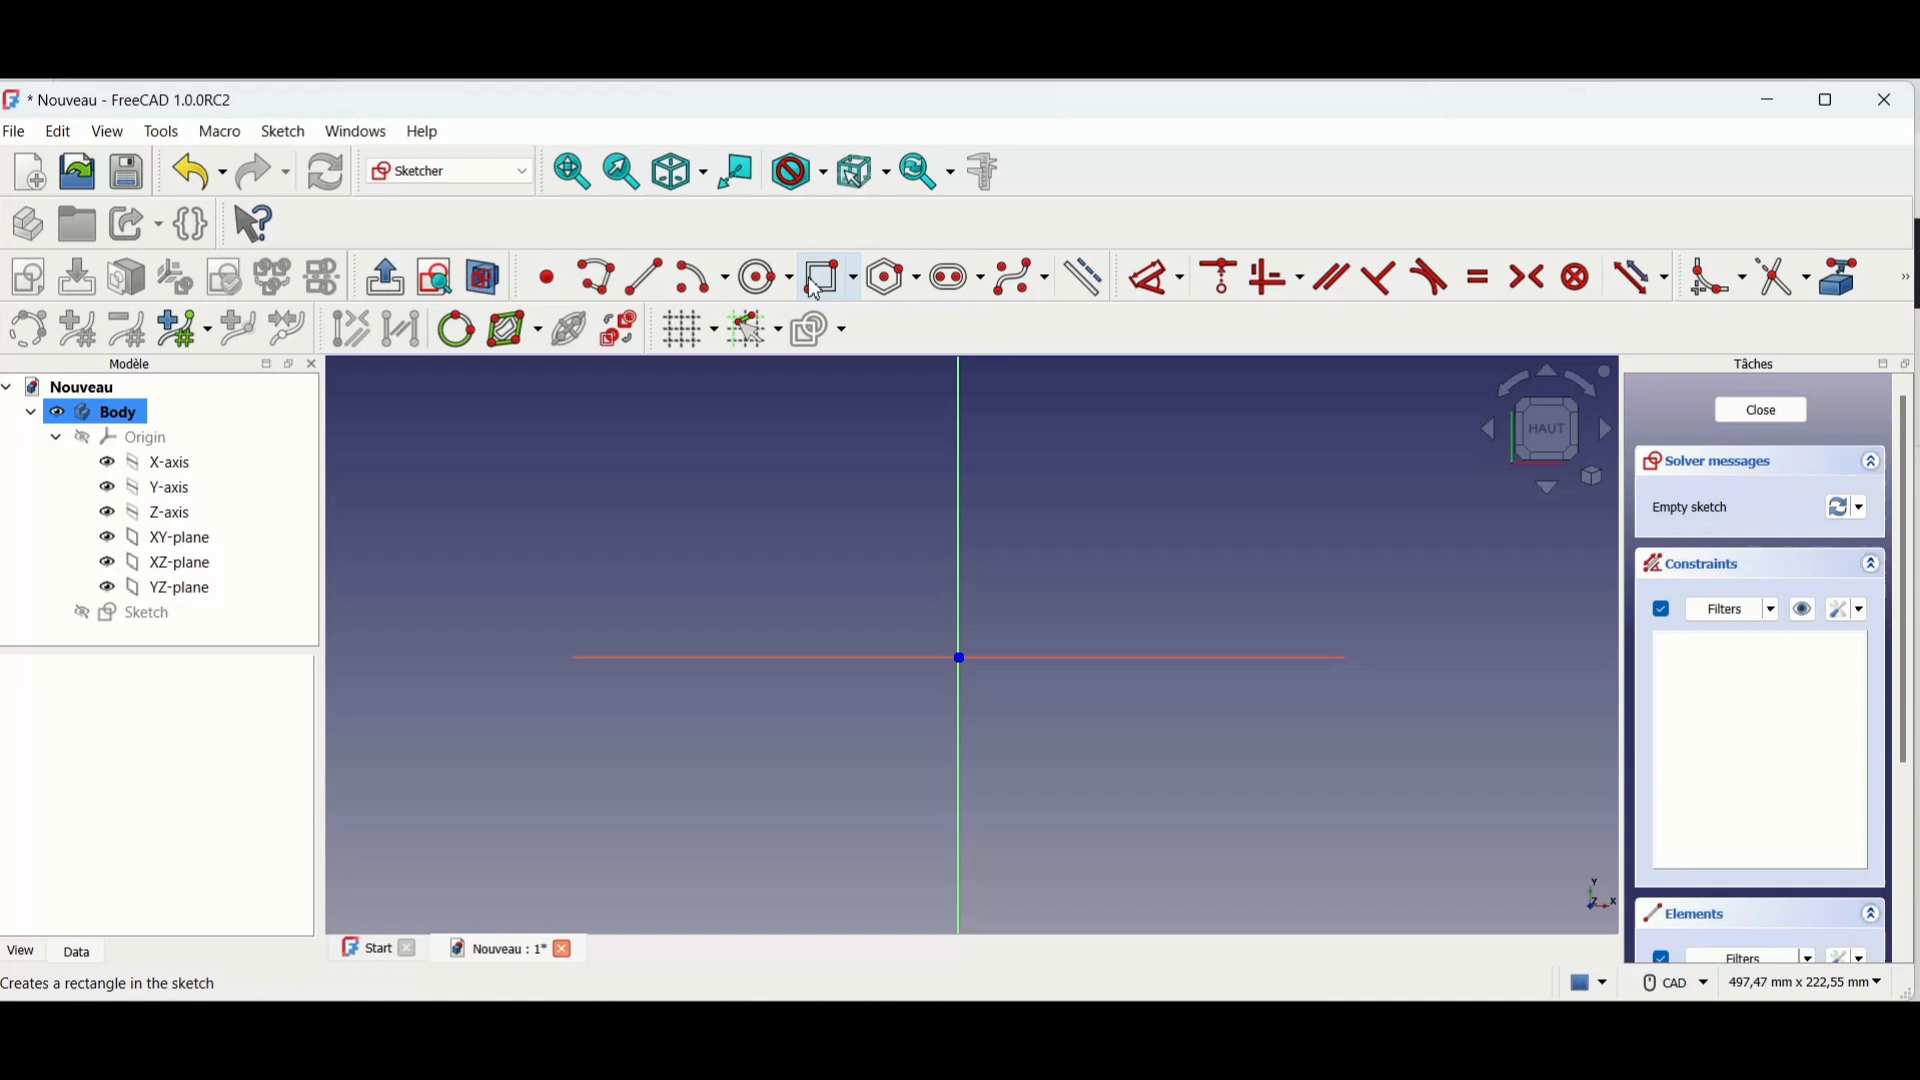 * Nouveau - FreeCAD 1.0.0RC2
File Edit View Tools Macro Sketch Windows Help
Sketcher
Modèle
Tâches
Nouveau
Body
Origin
X-axis
Y-axis
Z-axis
XY-plane
XZ-plane
YZ-plane
Sketch
HAUT
Close
Solver messages
Empty sketch
Constraints
Filters
Y
Z X
Elements
Filters
View Data
Start
Nouveau : 1*
Creates a rectangle in the sketch
CAD
497,47 mm x 222,55 mm